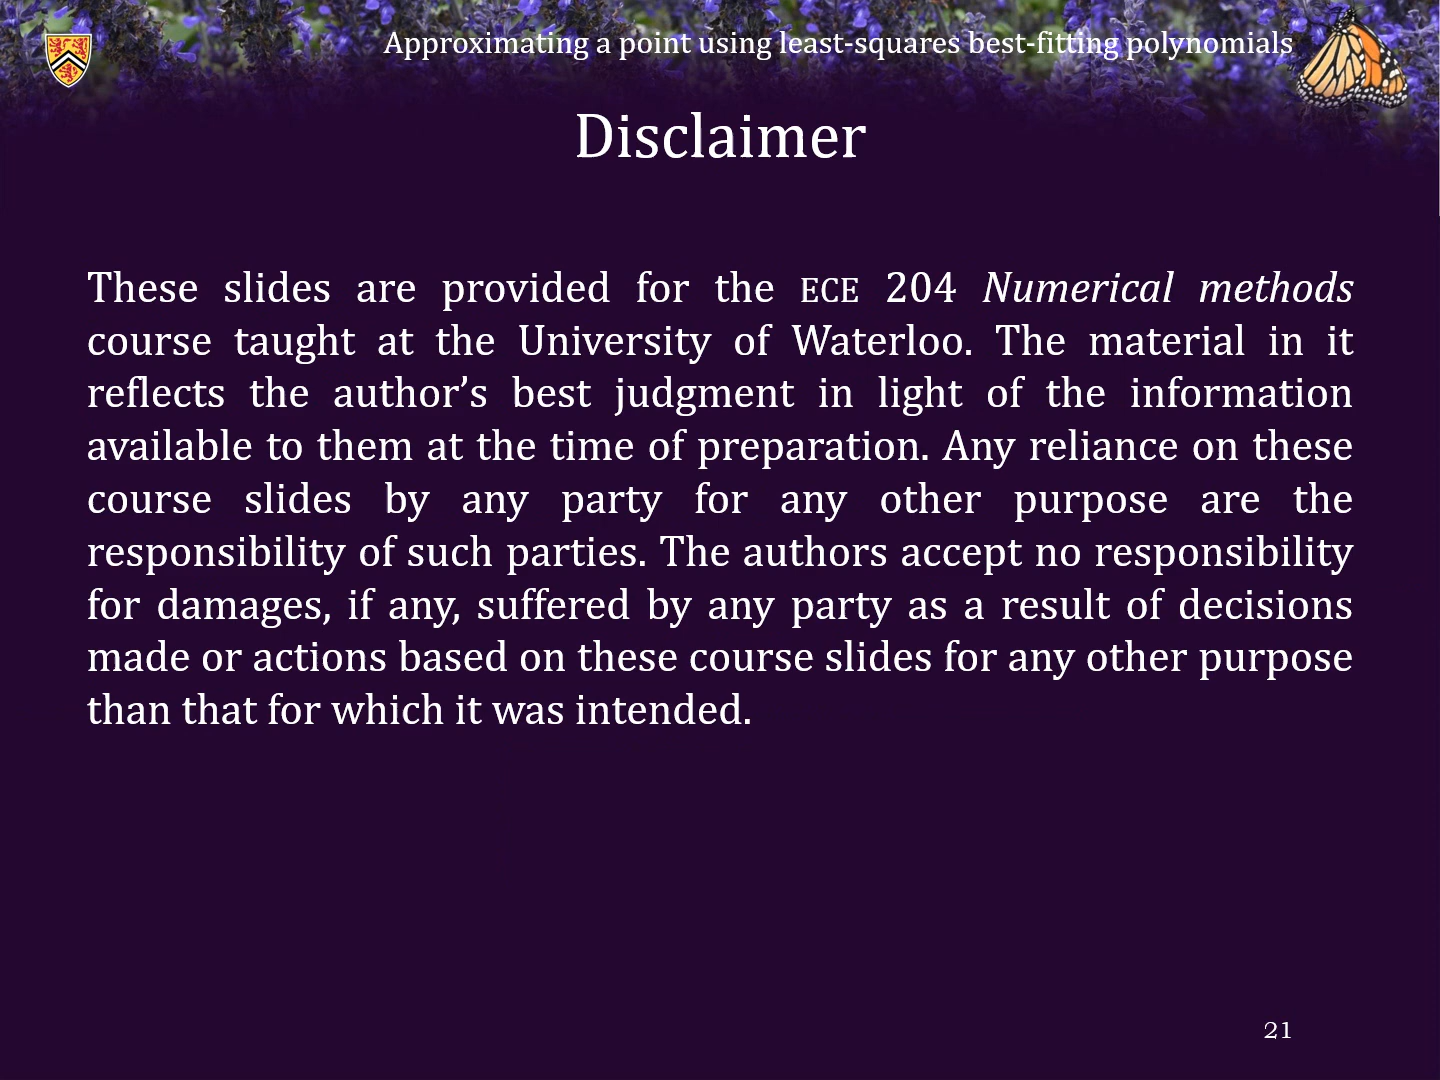 Approximating a point using least-squares best-fitting polynomials
Disclaimer
These slides are provided for the ECE 204 Numerical methods
course taught at the University of Waterloo. The material in it
reflects the author’s best judgment in light of the information
available to them at the time of preparation. Any reliance on these
course slides by any party for any other purpose are the
responsibility of such parties. The authors accept no responsibility
for damages, if any, suffered by any party as a result of decisions
made or actions based on these course slides for any other purpose
than that for which it was intended.
21